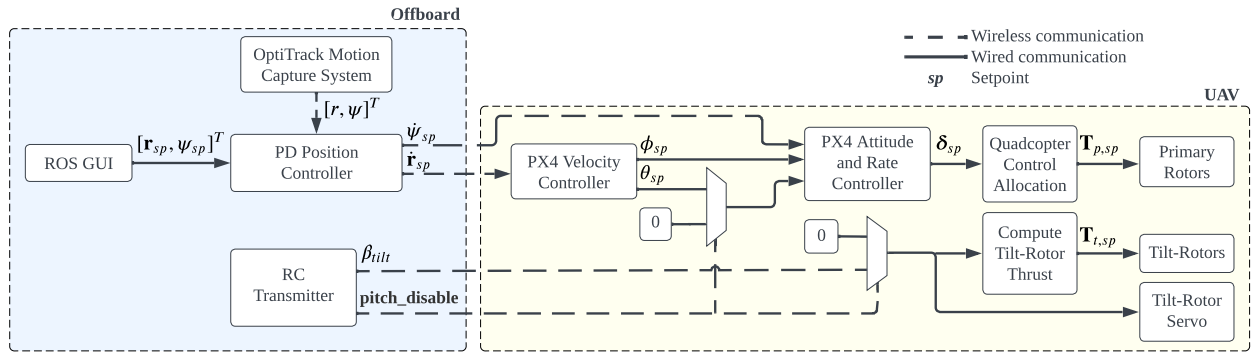 Offboard
Wireless communication
Wired communication
sp Setpoint
OptiTrack Motion
Capture System
[r, ψ]^T
ROS GUI
[r_sp, ψ_sp]^T
PD Position
Controller
ψ̇_sp
ṙ_sp
RC
Transmitter
β_tilt
pitch_disable
UAV
PX4 Velocity
Controller
ϕ_sp
θ_sp
0
PX4 Attitude
and Rate
Controller
δ_sp
Quadcopter
Control
Allocation
T_p,sp
Primary
Rotors
0
Compute
Tilt-Rotor
Thrust
T_t,sp
Tilt-Rotors
Tilt-Rotor
Servo